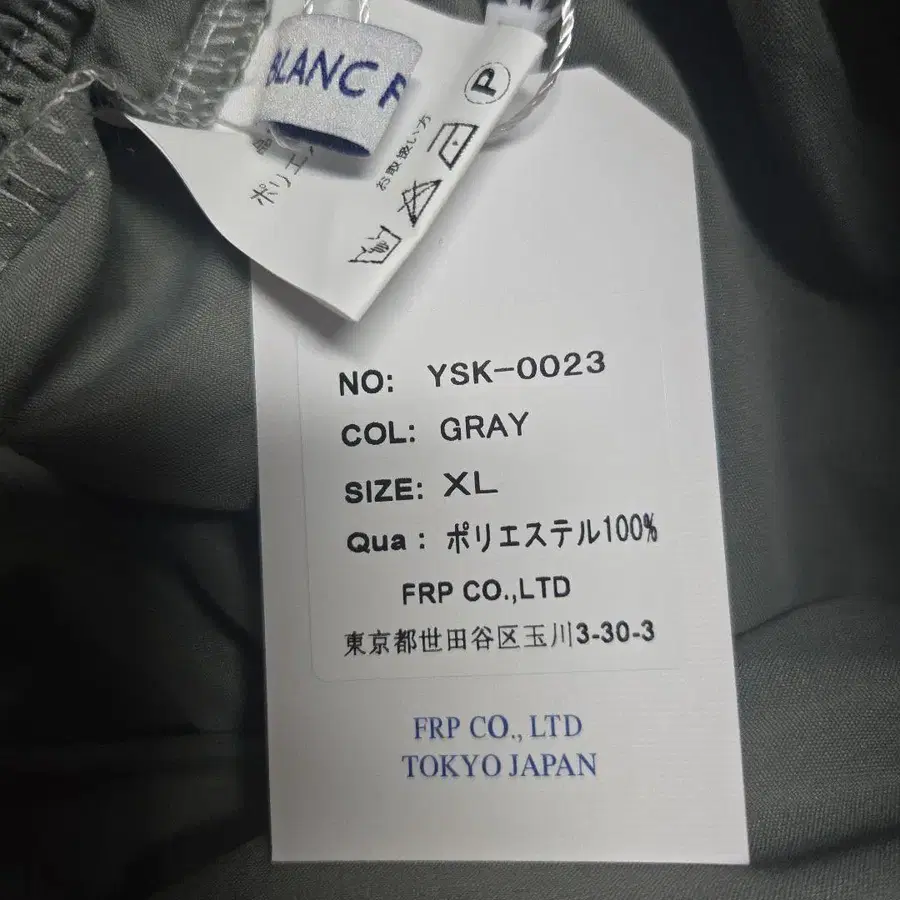 BLANC
P
お取扱い方
ポリエ
NO: YSK-0023
COL: GRAY
SIZE: XL
Qua : ポリエステル100%
FRP CO.,LTD
東京都世田谷区玉川3-30-3
FRP CO., LTD
TOKYO JAPAN